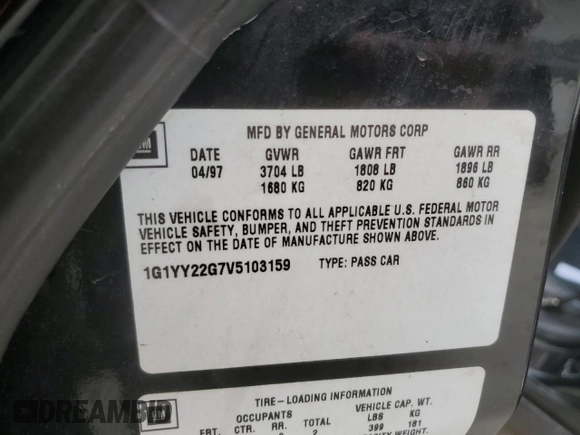 GM
MFD BY GENERAL MOTORS CORP
DATE GVWR GAWR FRT GAWR RR
04/97 3704 LB 1808 LB 1896 LB
1680 KG 820 KG 860 KG
THIS VEHICLE CONFORMS TO ALL APPLICABLE U.S. FEDERAL MOTOR
VEHICLE SAFETY, BUMPER, AND THEFT PREVENTION STANDARDS IN
EFFECT ON THE DATE OF MANUFACTURE SHOWN ABOVE.
1G1YY22G7V5103159 TYPE: PASS CAR
TIRE-LOADING INFORMATION
OCCUPANTS VEHICLE CAP. WT.
FRT. CTR. RR. TOTAL LBS KG
2 399 181
DREAMBID